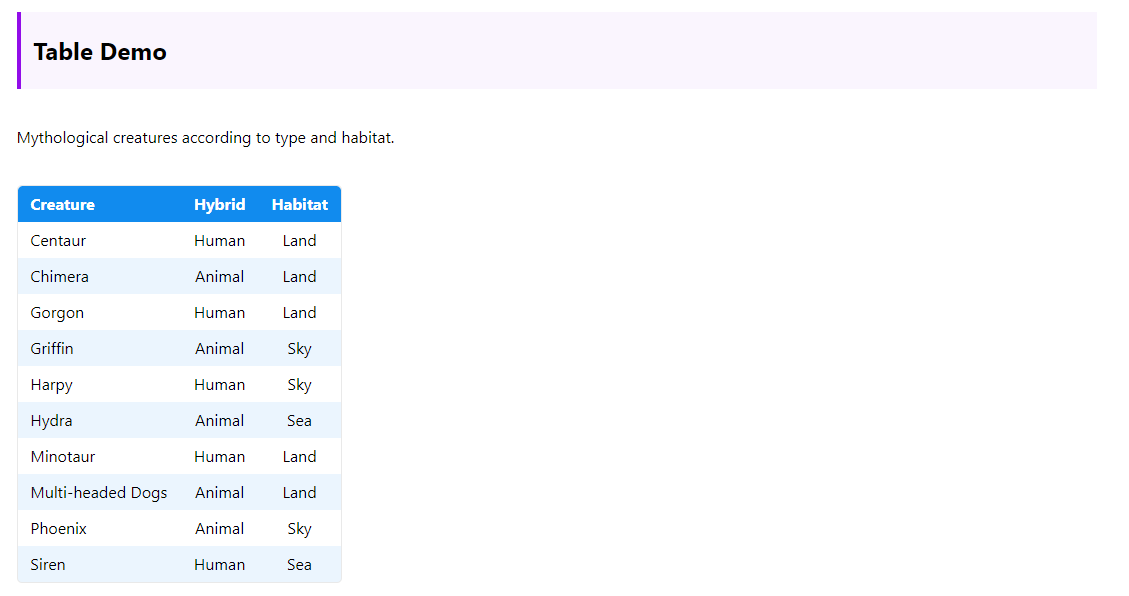 Table Demo
Mythological creatures according to type and habitat.
Creature Hybrid Habitat
Centaur Human Land
Chimera Animal Land
Gorgon Human Land
Griffin Animal Sky
Harpy Human Sky
Hydra Animal Sea
Minotaur Human Land
Multi-headed Dogs Animal Land
Phoenix Animal Sky
Siren Human Sea